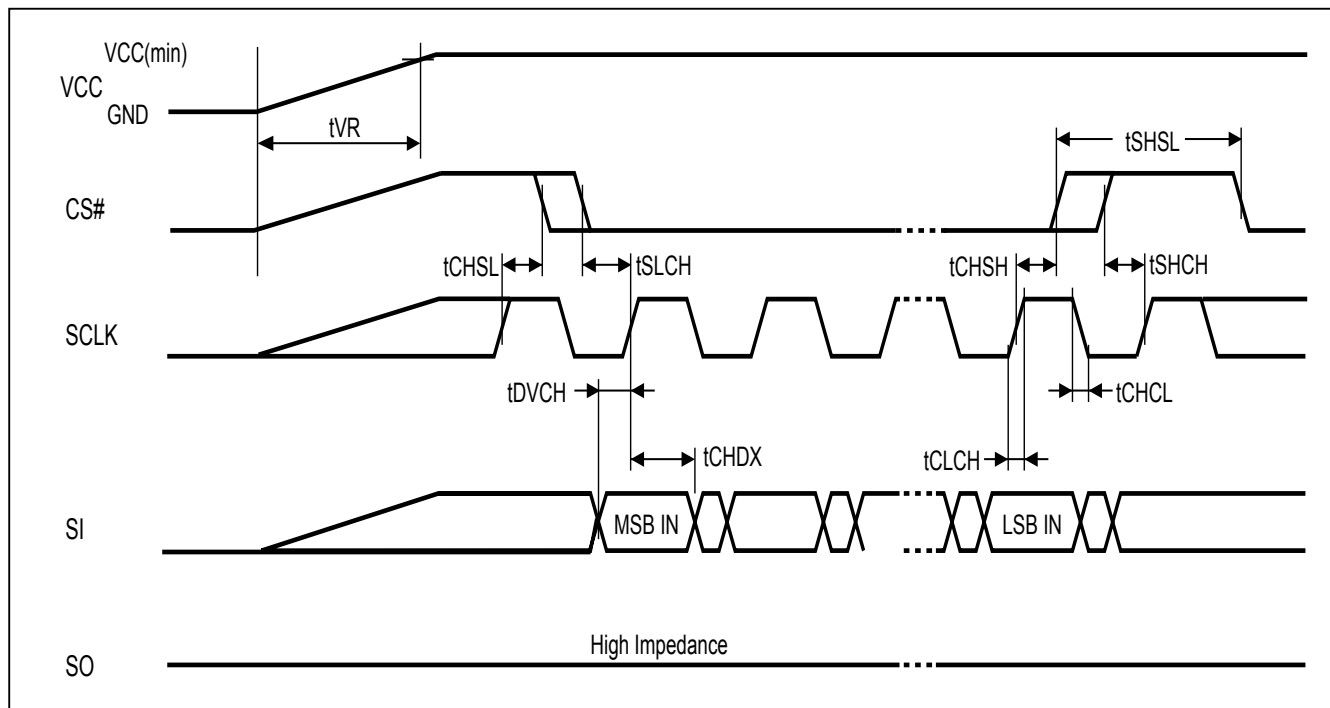 VCC(min)
VCC
GND
tVR
tSHSL
CS#
tCHSL
tSLCH
tCHSH
tSHCH
SCLK
tDVCH
tCHCL
tCHDX
tCLCH
SI
MSB IN
LSB IN
High Impedance
SO